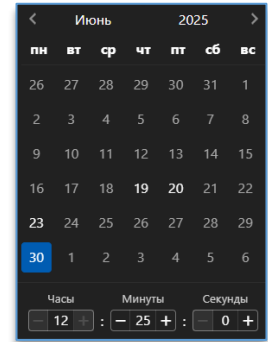 < Июнь 2025 >
пн вт ср чт пт сб вс
26 27 28 29 30 31 1
2 3 4 5 6 7 8
9 10 11 12 13 14 15
16 17 18 19 20 21 22
23 24 25 26 27 28 29
30 1 2 3 4 5 6
Часы Минуты Секунды
− 12 + : − 25 + : − 0 +